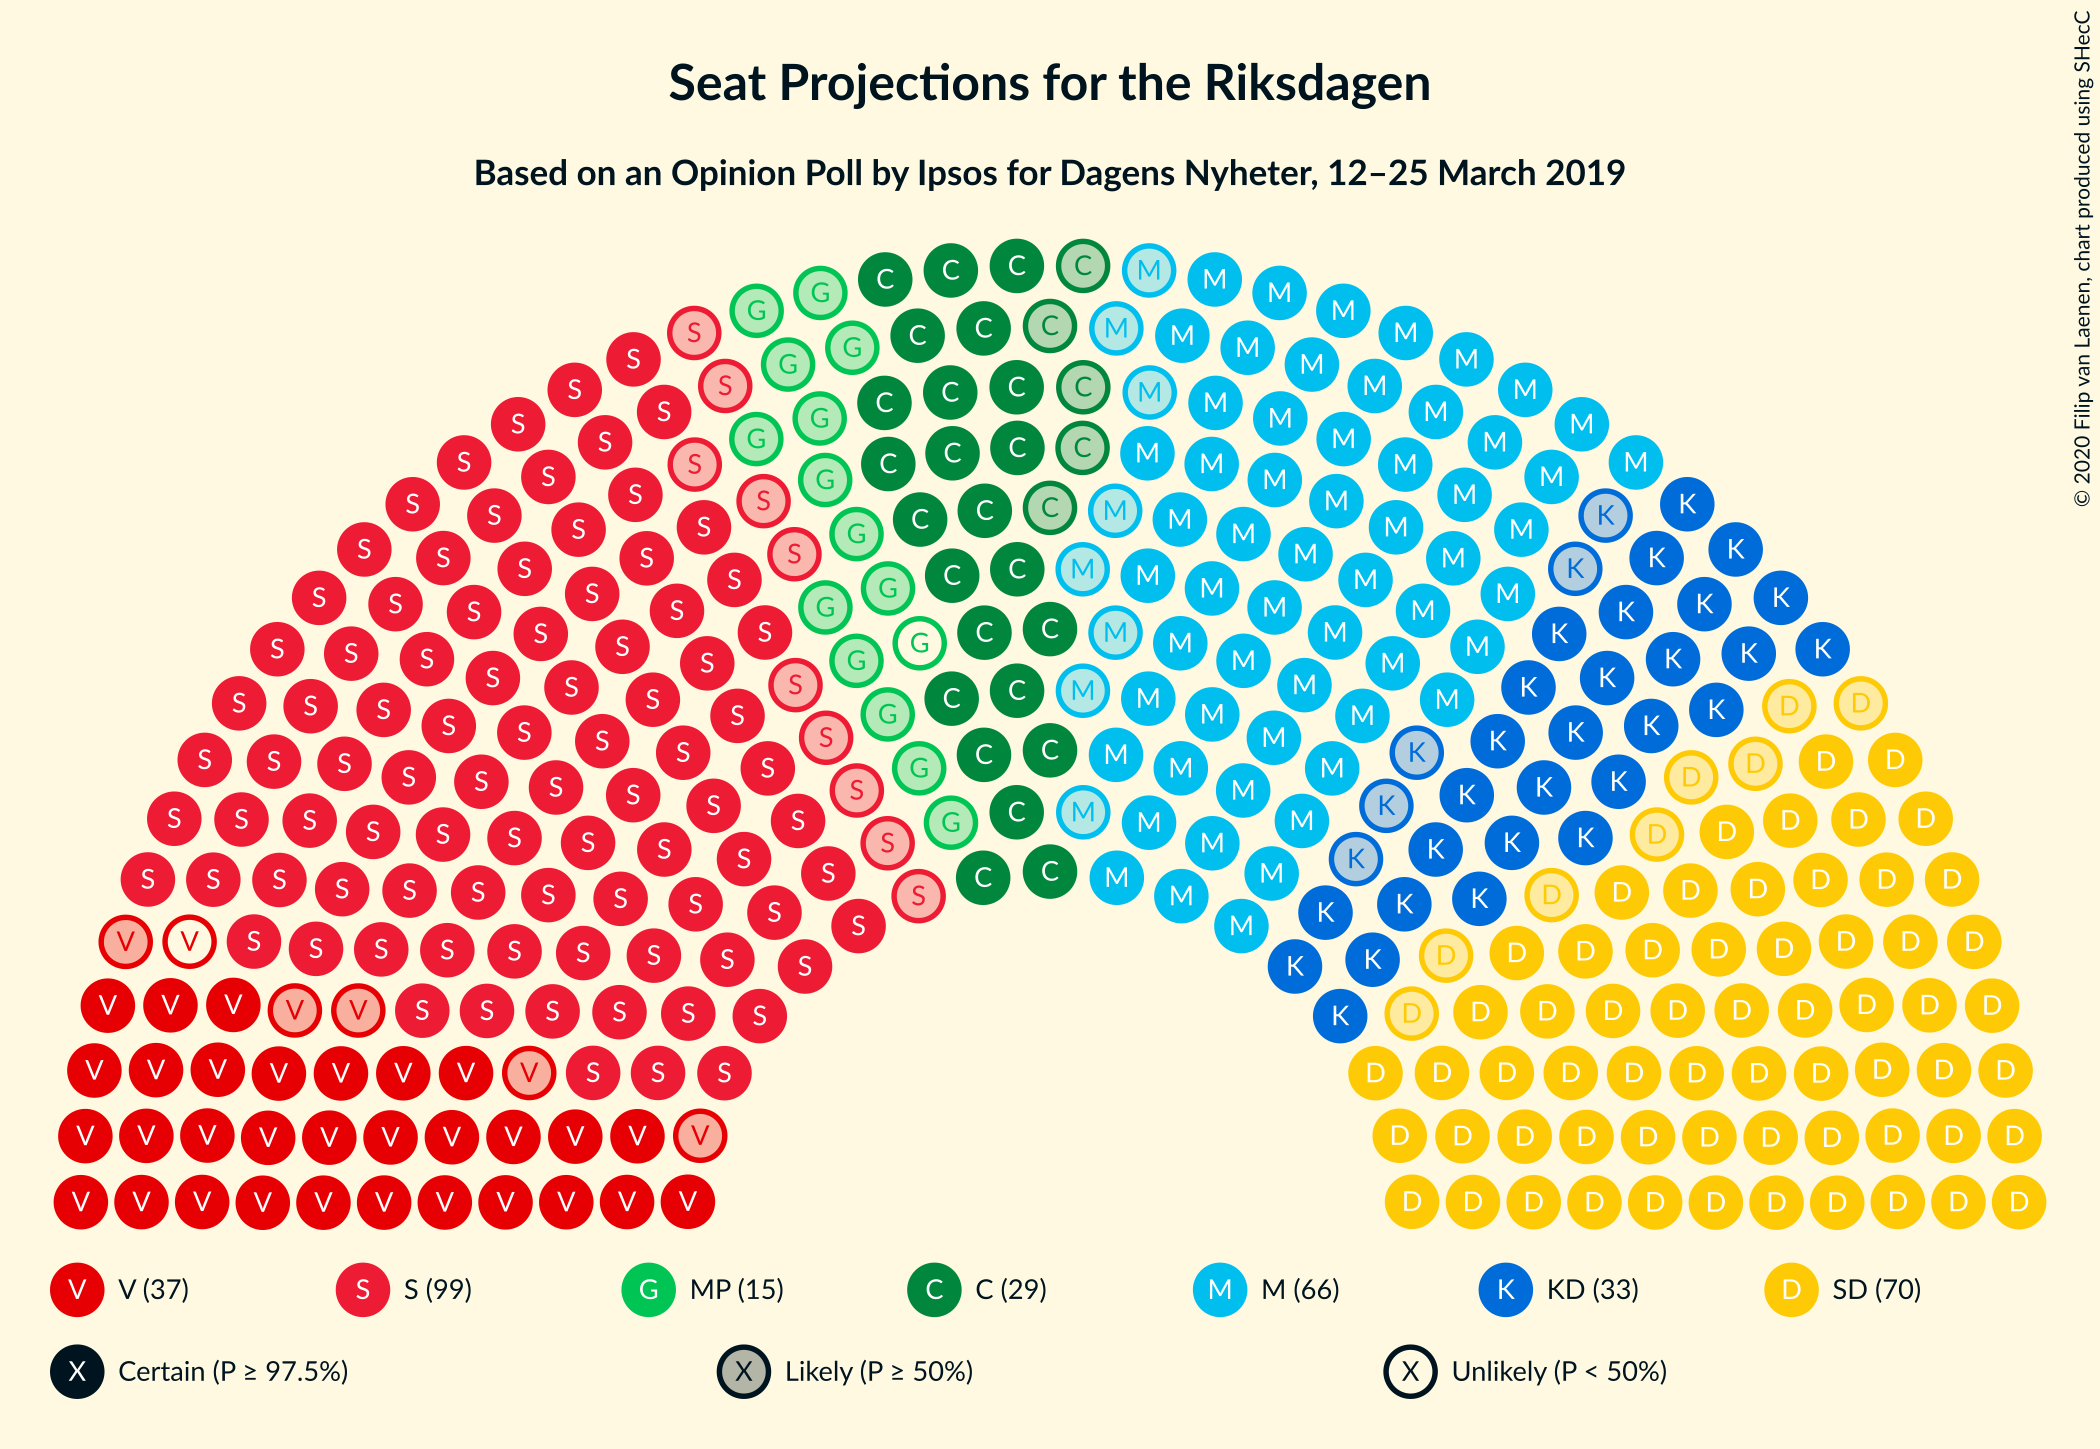 Seat Projections for the Riksdagen
Based on an Opinion Poll by Ipsos for Dagens Nyheter, 12–25 March 2019
© 2020 Filip van Laenen, chart produced using SHecC
V V (37) S S (99) G MP (15) C C (29) M M (66) K KD (33) D SD (70)
X Certain (P ≥ 97.5%) X Likely (P ≥ 50%) X Unlikely (P < 50%)